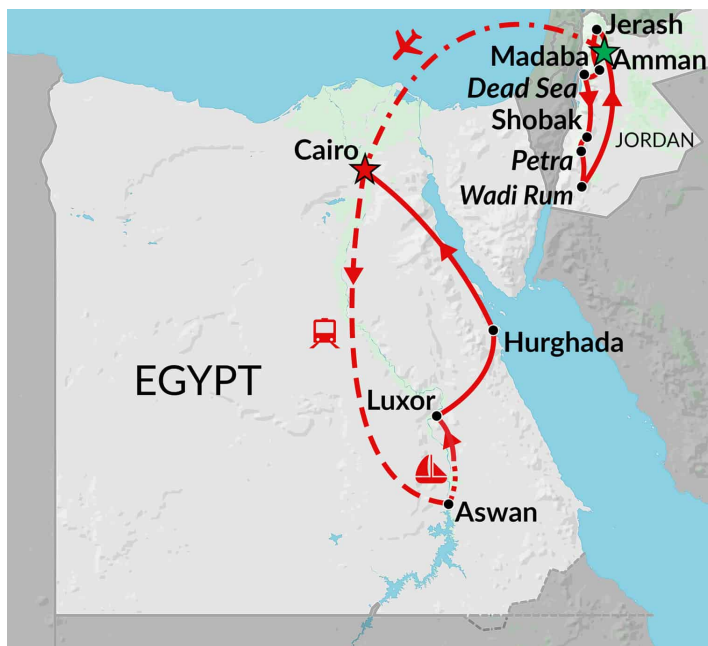 Jerash
Madaba
Amman
Dead Sea
Shobak
JORDAN
Cairo
Petra
Wadi Rum
Hurghada
EGYPT
Luxor
Aswan